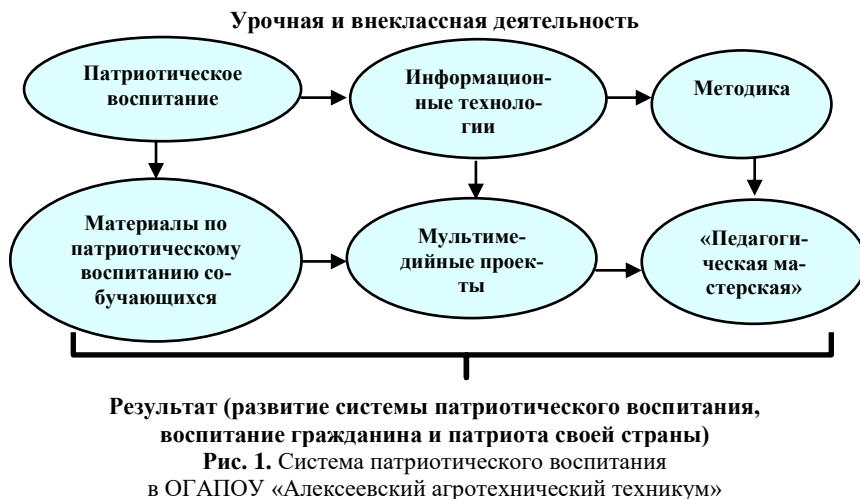 Урочная и внеклассная деятельность
Патриотическое
воспитание
Информацион-
ные техноло-
гии
Методика
Материалы по
патриотическому
воспитанию со-
бучающихся
Мультиме-
дийные проек-
ты
«Педагоги-
ческая ма-
стерская»
Результат (развитие системы патриотического воспитания,
воспитание гражданина и патриота своей страны)
Рис. 1. Система патриотического воспитания
в ОГАПОУ «Алексеевский агротехнический техникум»